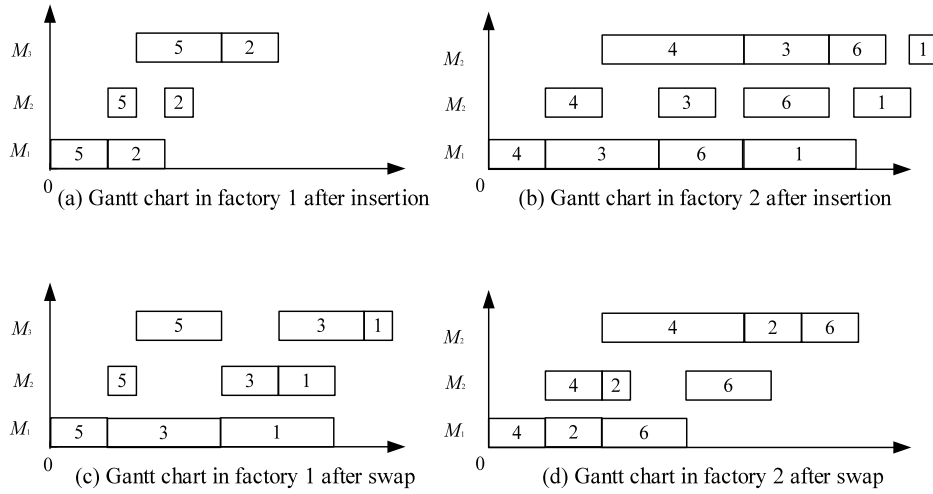 M3 5 2
M2 5 2
M1 5 2
0
(a) Gantt chart in factory 1 after insertion
M2 4 3 6 1
M2 4 3 6 1
M1 4 3 6 1
0
(b) Gantt chart in factory 2 after insertion
M3 5 3 1
M2 5 3 1
M1 5 3 1
0
(c) Gantt chart in factory 1 after swap
M2 4 2 6
M2 4 2 6
M1 4 2 6
0
(d) Gantt chart in factory 2 after swap